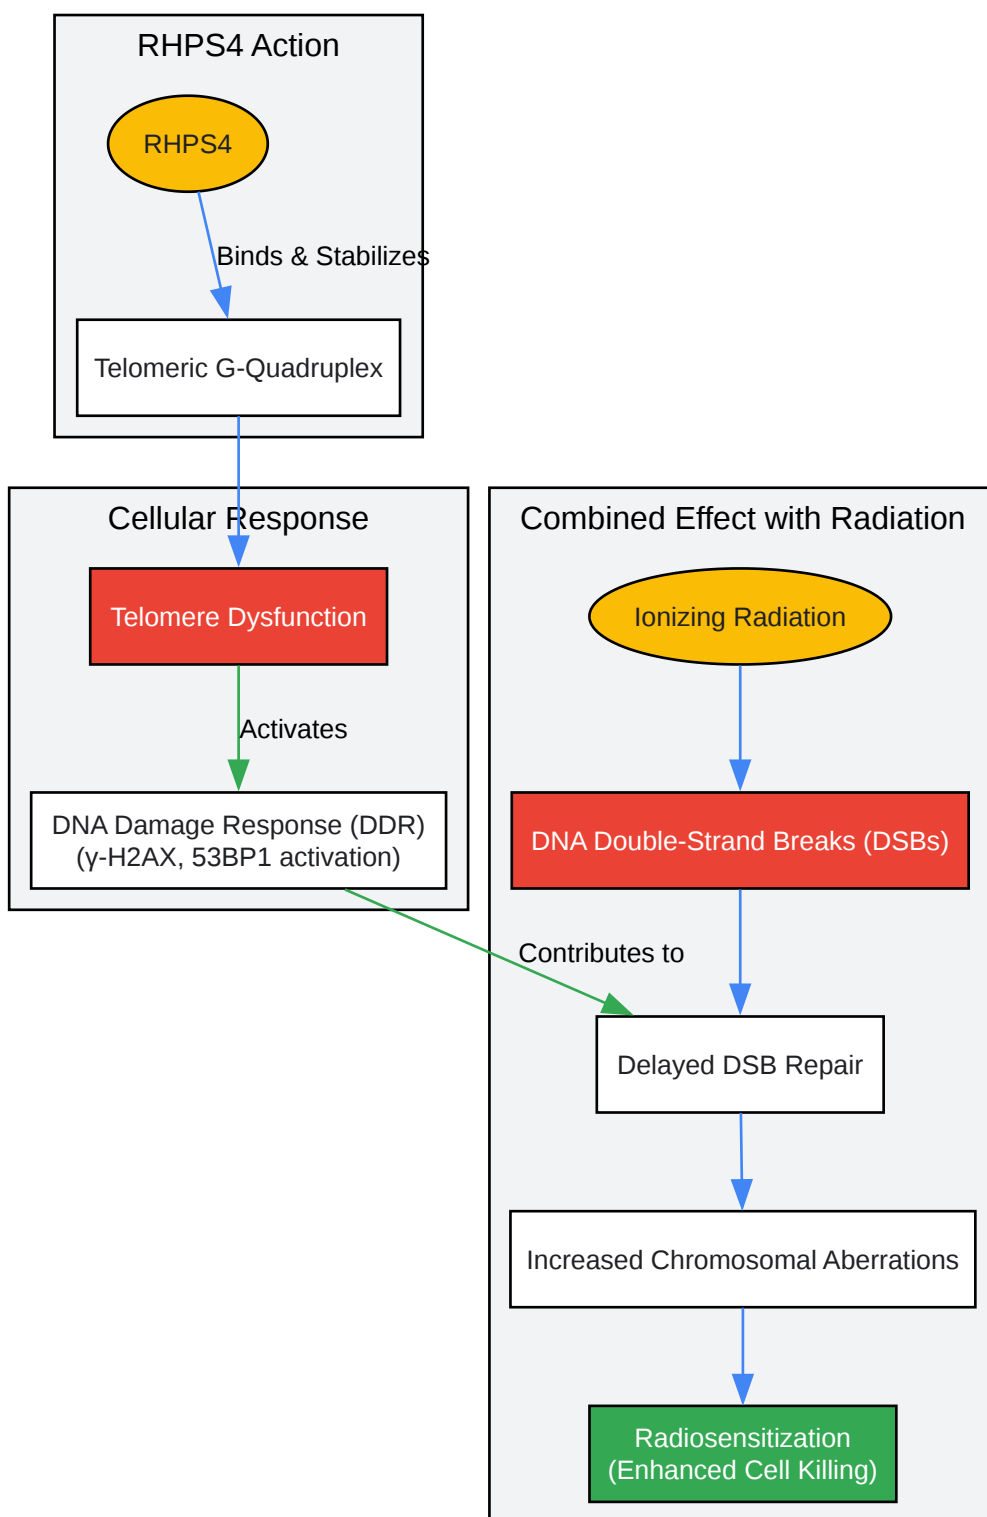 RHPS4 Action
RHPS4
Binds & Stabilizes
Telomeric G-Quadruplex
Cellular Response
Telomere Dysfunction
Activates
DNA Damage Response (DDR)
(γ-H2AX, 53BP1 activation)
Combined Effect with Radiation
Ionizing Radiation
DNA Double-Strand Breaks (DSBs)
Contributes to
Delayed DSB Repair
Increased Chromosomal Aberrations
Radiosensitization
(Enhanced Cell Killing)